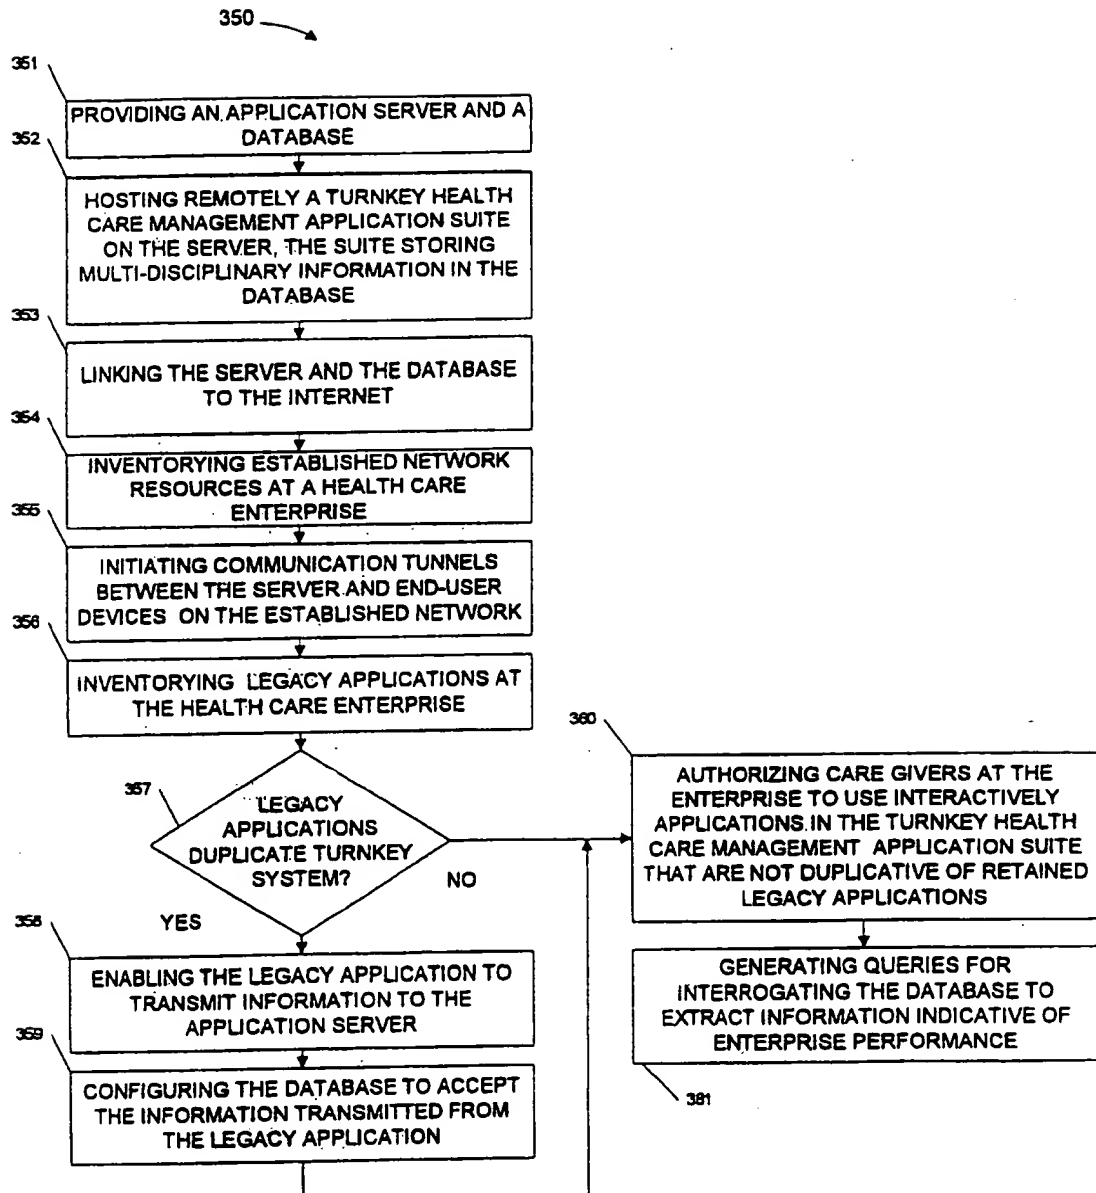 350
351
PROVIDING AN APPLICATION SERVER AND A
DATABASE
352
HOSTING REMOTELY A TURNKEY HEALTH
CARE MANAGEMENT APPLICATION SUITE
ON THE SERVER, THE SUITE STORING
MULTI-DISCIPLINARY INFORMATION IN THE
DATABASE
353
LINKING THE SERVER AND THE DATABASE
TO THE INTERNET
354
INVENTORYING ESTABLISHED NETWORK
RESOURCES AT A HEALTH CARE
ENTERPRISE
355
INITIATING COMMUNICATION TUNNELS
BETWEEN THE SERVER AND END-USER
DEVICES ON THE ESTABLISHED NETWORK
356
INVENTORYING LEGACY APPLICATIONS AT
THE HEALTH CARE ENTERPRISE
357
LEGACY
APPLICATIONS
DUPLICATE TURNKEY
SYSTEM?
NO
YES
358
ENABLING THE LEGACY APPLICATION TO
TRANSMIT INFORMATION TO THE
APPLICATION SERVER
359
CONFIGURING THE DATABASE TO ACCEPT
THE INFORMATION TRANSMITTED FROM
THE LEGACY APPLICATION
360
AUTHORIZING CARE GIVERS AT THE
ENTERPRISE TO USE INTERACTIVELY
APPLICATIONS IN THE TURNKEY HEALTH
CARE MANAGEMENT APPLICATION SUITE
THAT ARE NOT DUPLICATIVE OF RETAINED
LEGACY APPLICATIONS
GENERATING QUERIES FOR
INTERROGATING THE DATABASE TO
EXTRACT INFORMATION INDICATIVE OF
ENTERPRISE PERFORMANCE
361